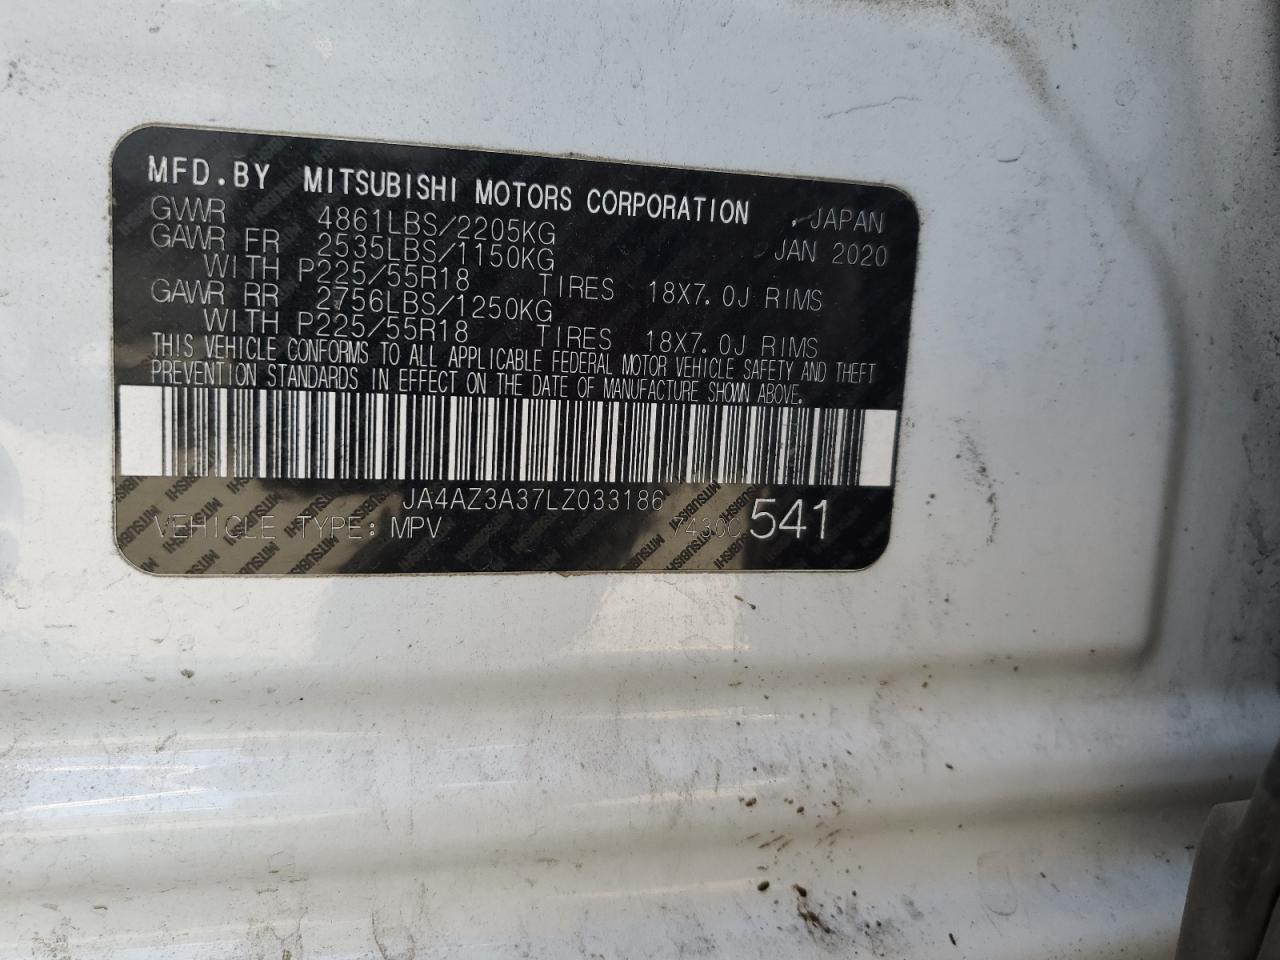 MFD.BY MITSUBISHI MOTORS CORPORATION , JAPAN
GVWR 4861LBS/2205KG JAN 2020
GAWR FR 2535LBS/1150KG
WITH P225/55R18 TIRES 18X7.0J RIMS
GAWR RR 2756LBS/1250KG
WITH P225/55R18 TIRES 18X7.0J RIMS
THIS VEHICLE CONFORMS TO ALL APPLICABLE FEDERAL MOTOR VEHICLE SAFETY AND THEFT
PREVENTION STANDARDS IN EFFECT ON THE DATE OF MANUFACTURE SHOWN ABOVE.
JA4AZ3A37LZ033186
VEHICLE TYPE: MPV 541